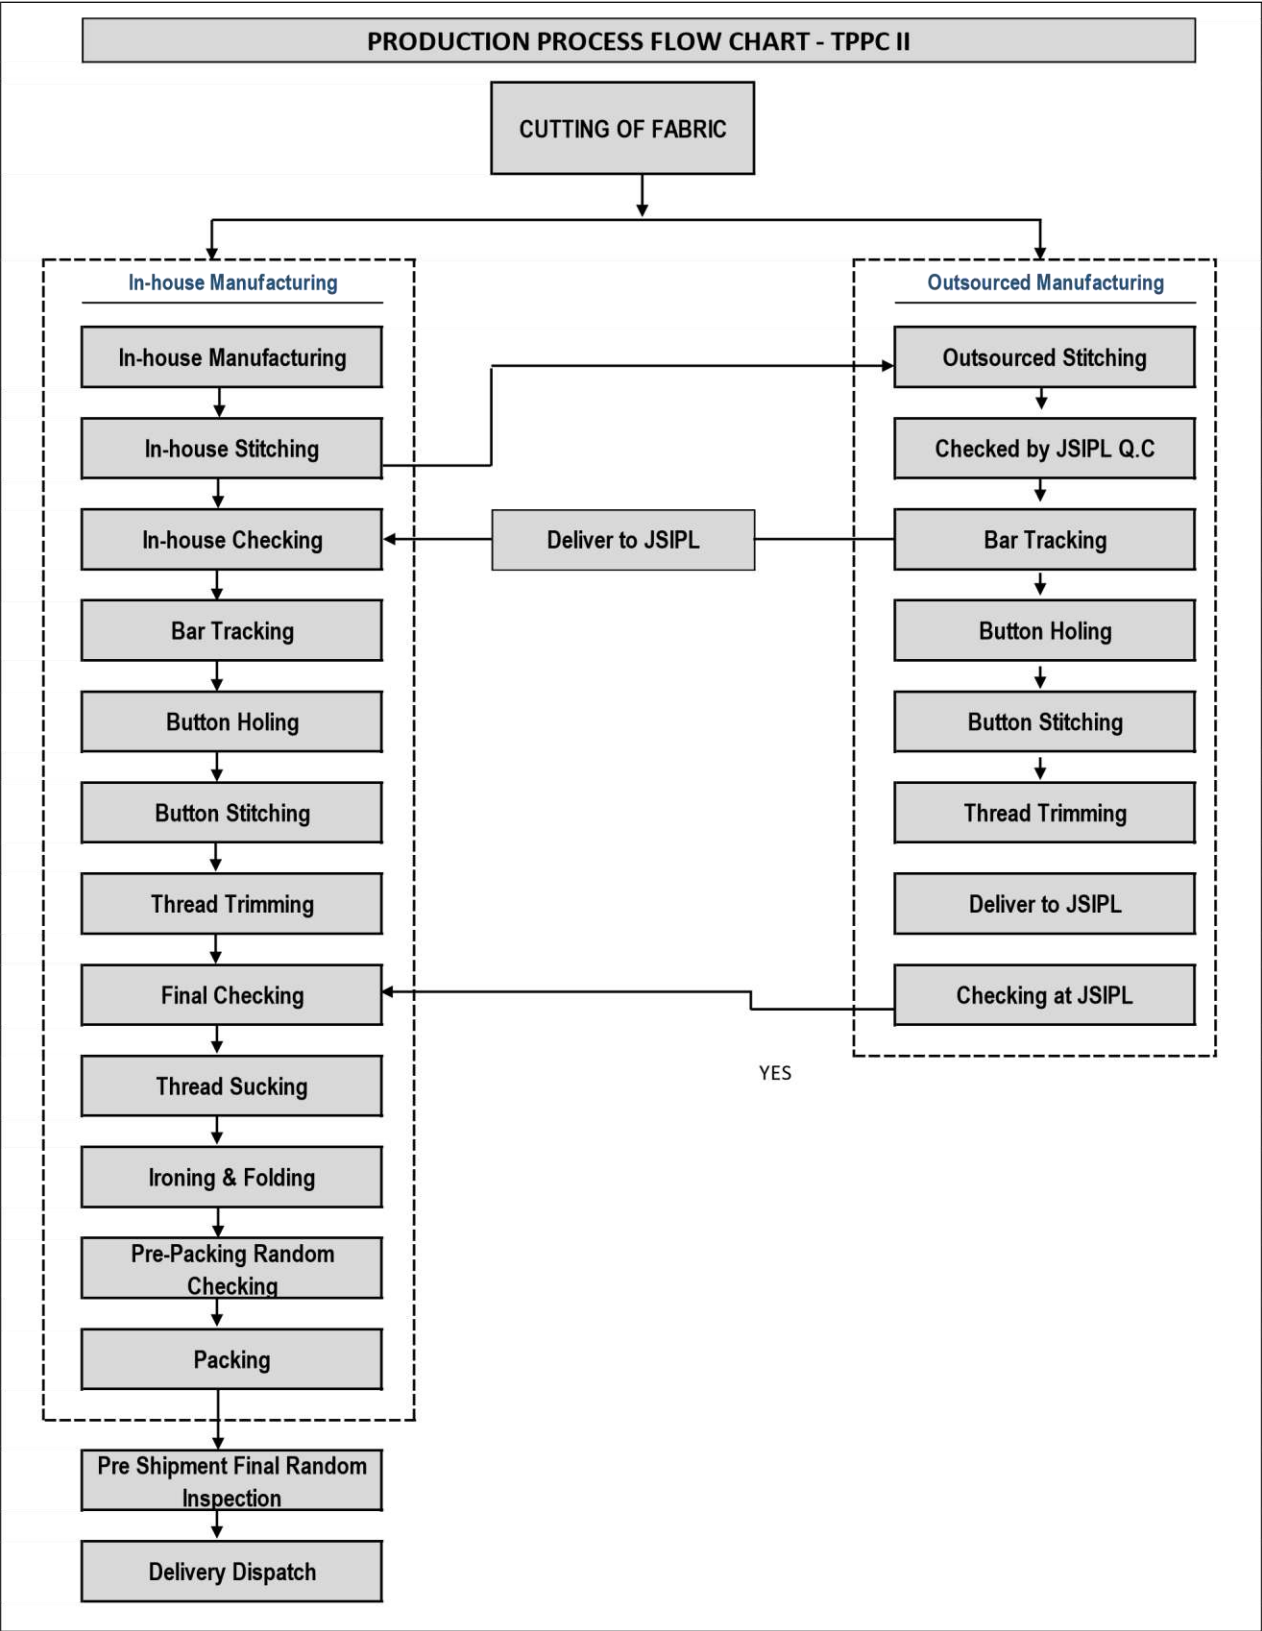 PRODUCTION PROCESS FLOW CHART - TPPC II
CUTTING OF FABRIC
In-house Manufacturing
In-house Manufacturing
In-house Stitching
In-house Checking
Bar Tracking
Button Holing
Button Stitching
Thread Trimming
Final Checking
Thread Sucking
Ironing & Folding
Pre-Packing Random
Checking
Packing
Pre Shipment Final Random
Inspection
Delivery Dispatch
Deliver to JSIPL
YES
Outsourced Manufacturing
Outsourced Stitching
Checked by JSIPL Q.C
Bar Tracking
Button Holing
Button Stitching
Thread Trimming
Deliver to JSIPL
Checking at JSIPL